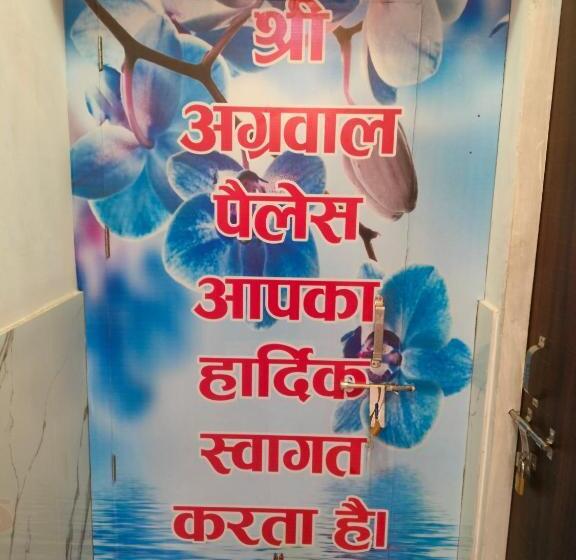 श्री
अग्रवाल
पैलेस
आपका
हार्दिक
स्वागत
करता है।